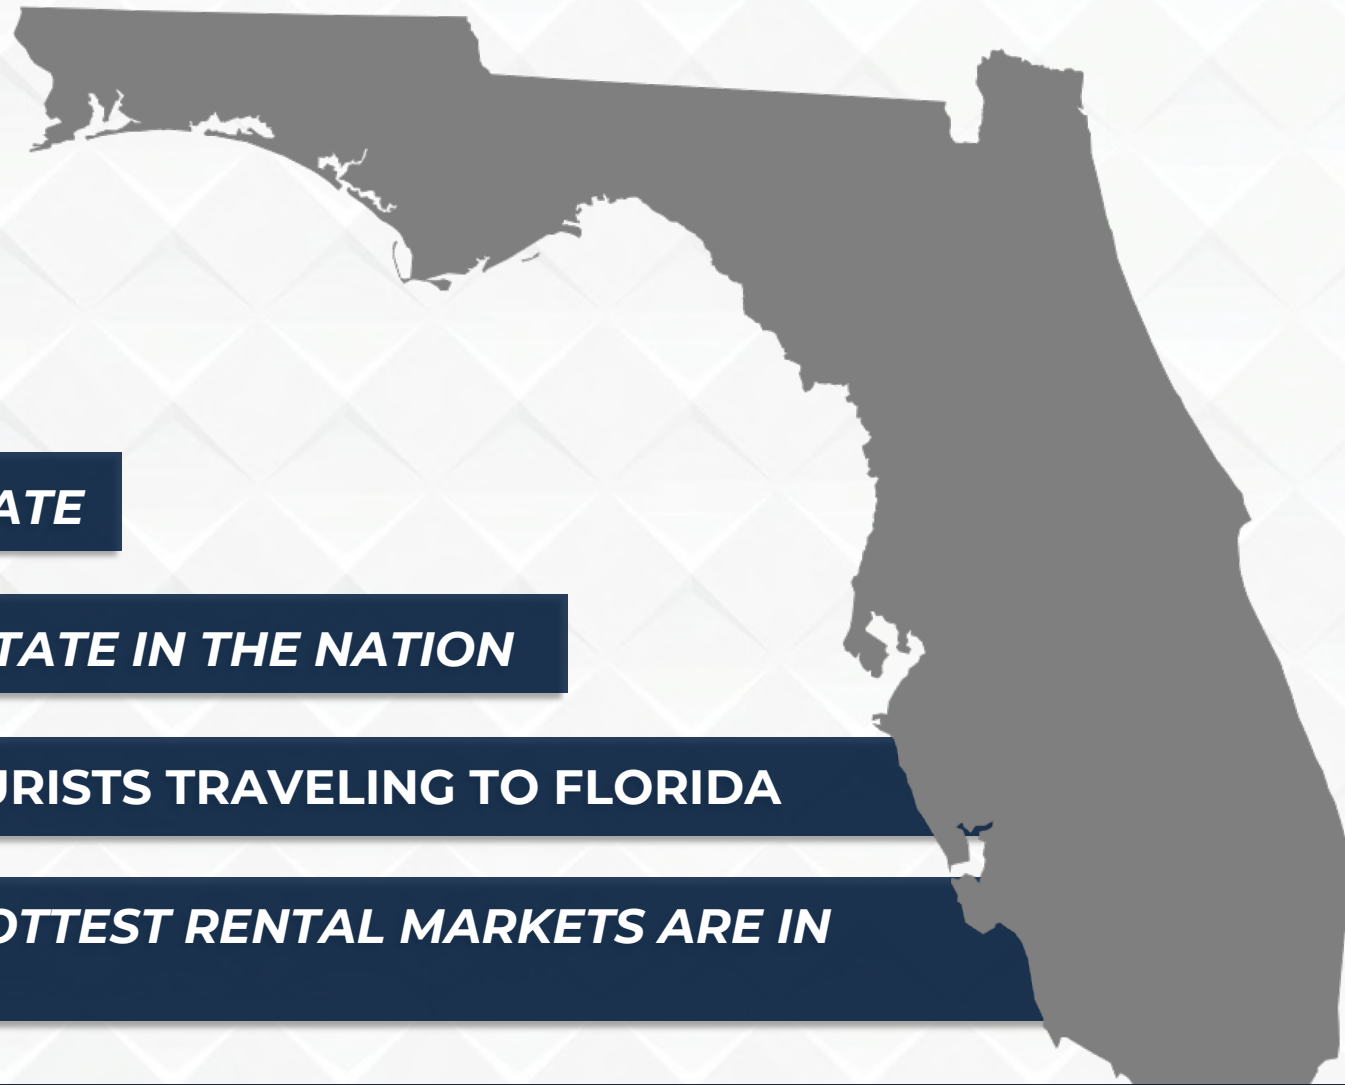 ATE
TATE IN THE NATION
URISTS TRAVELING TO FLORIDA
OTTEST RENTAL MARKETS ARE IN